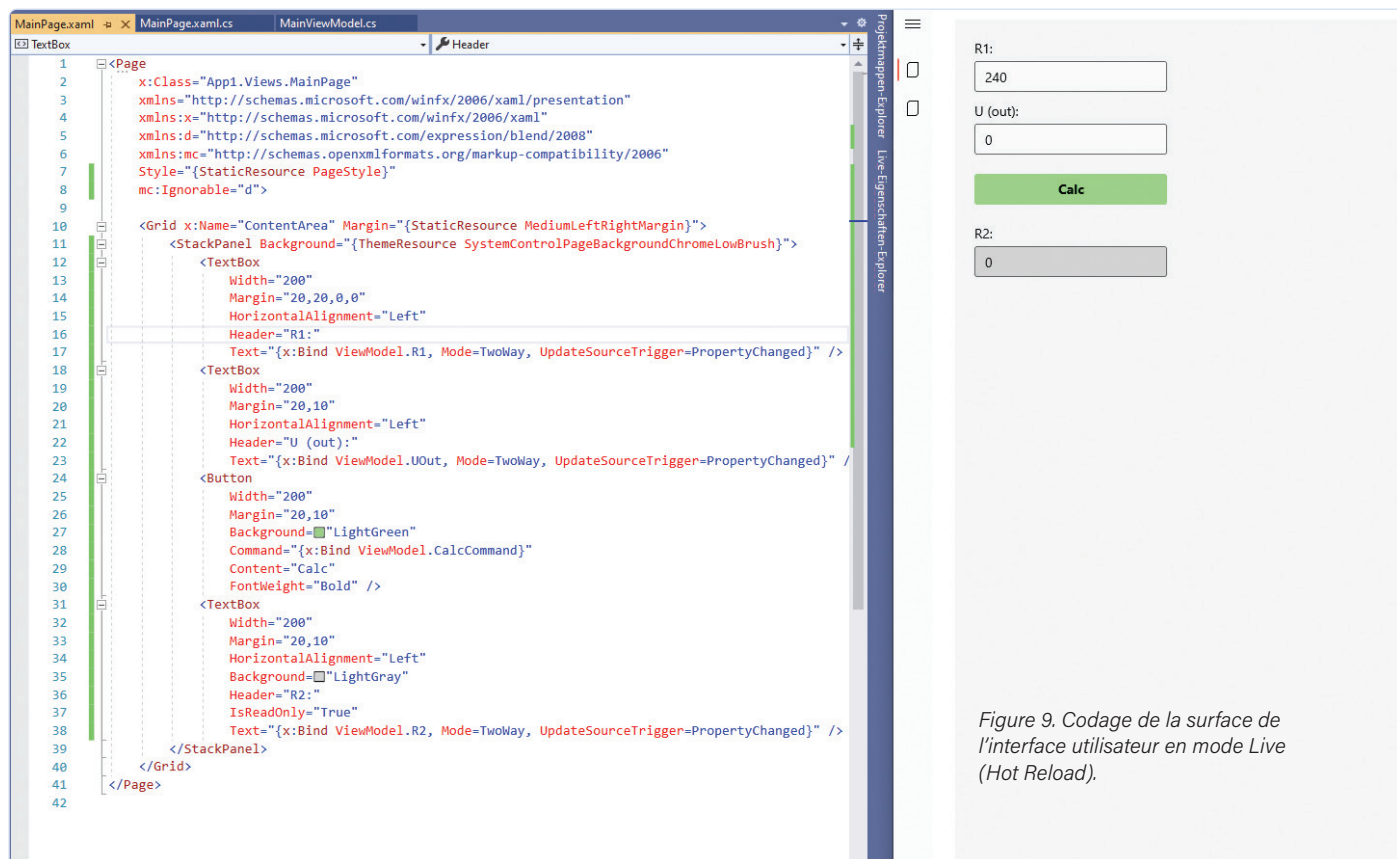 MainPage.xaml MainPage.xaml.cs MainViewModel.cs
TextBox Header
1 <Page
2 x:Class="App1.Views.MainPage"
3 xmlns="http://schemas.microsoft.com/winfx/2006/xaml/presentation"
4 xmlns:x="http://schemas.microsoft.com/winfx/2006/xaml"
5 xmlns:d="http://schemas.microsoft.com/expression/blend/2008"
6 xmlns:mc="http://schemas.openxmlformats.org/markup-compatibility/2006"
7 Style="{StaticResource PageStyle}"
8 mc:Ignorable="d">
9
10 <Grid x:Name="ContentArea" Margin="{StaticResource MediumLeftRightMargin}">
11 <StackPanel Background="{ThemeResource SystemControlPageBackgroundChromeLowBrush}">
12 <TextBox
13 Width="200"
14 Margin="20,20,0,0"
15 HorizontalAlignment="Left"
16 Header="R1:"
17 Text="{x:Bind ViewModel.R1, Mode=TwoWay, UpdateSourceTrigger=PropertyChanged}" />
18 <TextBox
19 Width="200"
20 Margin="20,10"
21 HorizontalAlignment="Left"
22 Header="U (out):"
23 Text="{x:Bind ViewModel.UOut, Mode=TwoWay, UpdateSourceTrigger=PropertyChanged}" /
24 <Button
25 Width="200"
26 Margin="20,10"
27 Background="LightGreen"
28 Command="{x:Bind ViewModel.CalcCommand}"
29 Content="Calc"
30 FontWeight="Bold" />
31 <TextBox
32 Width="200"
33 Margin="20,10"
34 HorizontalAlignment="Left"
35 Background="LightGray"
36 Header="R2:"
37 IsReadOnly="True"
38 Text="{x:Bind ViewModel.R2, Mode=TwoWay, UpdateSourceTrigger=PropertyChanged}" />
39 </StackPanel>
40 </Grid>
41 </Page>
42
Projektmappen-Explorer Live-Eigenschaften-Explorer
R1:
240
U (out):
0
Calc
R2:
0
Figure 9. Codage de la surface de
l'interface utilisateur en mode Live
(Hot Reload).